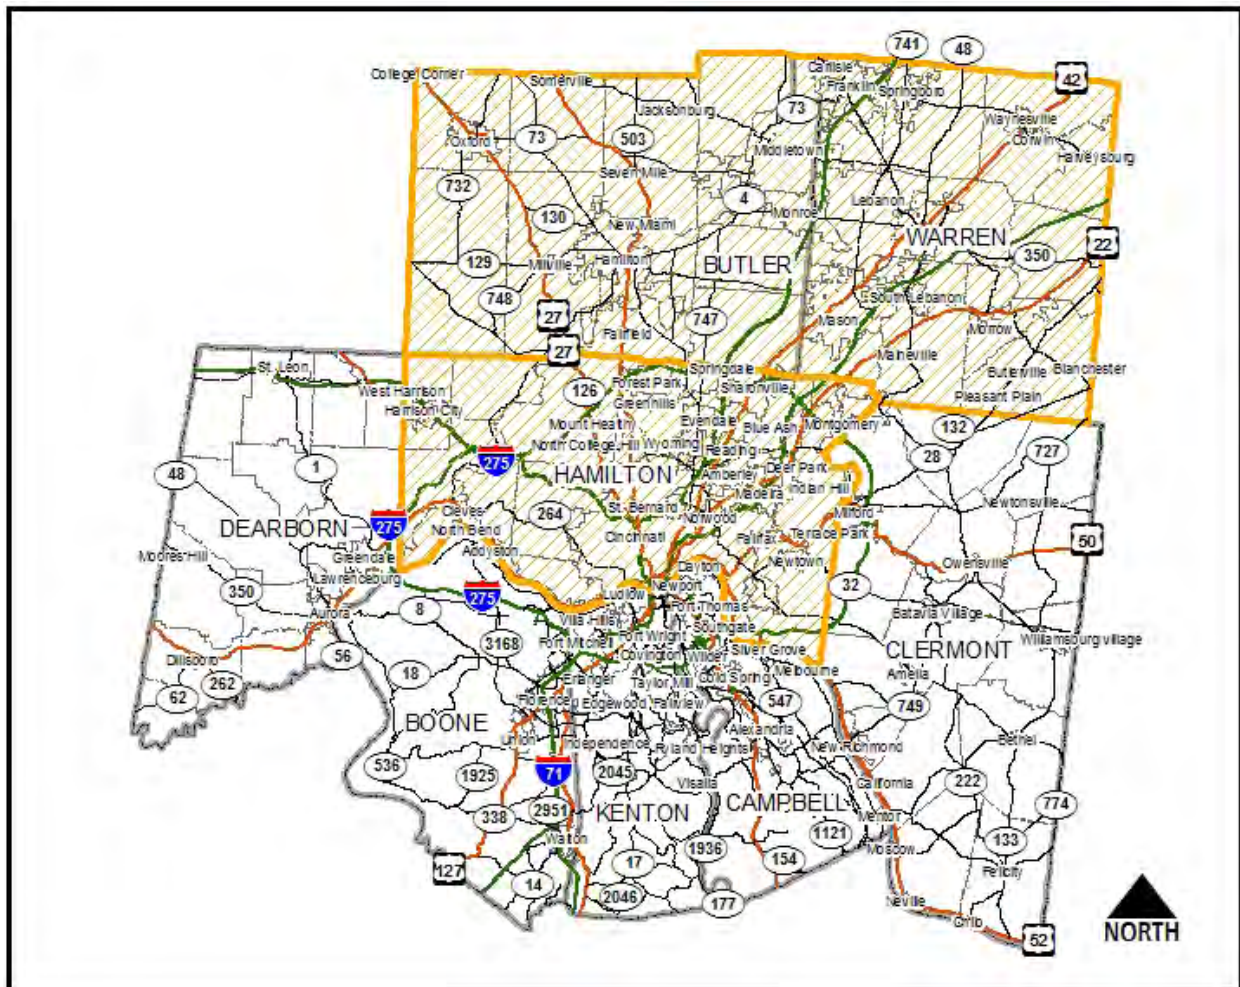 741
48
College Corner
Somerville
Carlisle
Franklin
Springboro
42
Jacksonburg
73
Waynesville
Corwin
Oxford
73
503
Middletown
Harveysburg
Seven Mile
732
4
Lebanon
130
New Miami
Monroe
WARREN
22
129
Millville
Hamilton
BUTLER
350
748
South Lebanon
27
747
Mason
Morrow
Fairfield
27
Maineville
St. Leon
Springdale
Butlerville
Blanchester
West Harrison
126
Forest Park
Sharonville
Harrison City
Greenhills
Pleasant Plain
Mount Healthy
Evendale
Blue Ash
Montgomery
132
North College Hill
Wyoming
Reading
28
727
275
HAMILTON
Amberley
Deer Park
48
1
Madeira
Indian Hill
Newtonsville
Cleves
264
St. Bernard
Norwood
Milford
DEARBORN
275
North Bend
Cincinnati
Fairfax
Terrace Park
50
Moores Hill
Greendale
Addyston
Newtown
Owensville
Lawrenceburg
Dayton
32
350
275
Ludlow
Newport
Aurora
8
Fort Thomas
Batavia Village
Villa Hills
Southgate
Williamsburg village
56
3168
Fort Mitchell
Fort Wright
CLERMONT
Dillsboro
Covington
Wilder
Silver Grove
18
Melbourne
Amelia
262
Erlanger
Taylor Mill
Cold Spring
62
Florence
Edgewood
Fairview
547
749
BOONE
Alexandria
Union
Independence
Ryland Heights
New Richmond
Bethel
536
1925
71
2045
Visalia
California
222
338
2951
KENTON
CAMPBELL
Mentor
774
Walton
1121
133
127
17
1936
154
Moscow
14
Felicity
2046
177
Neville
Chilo
52
NORTH